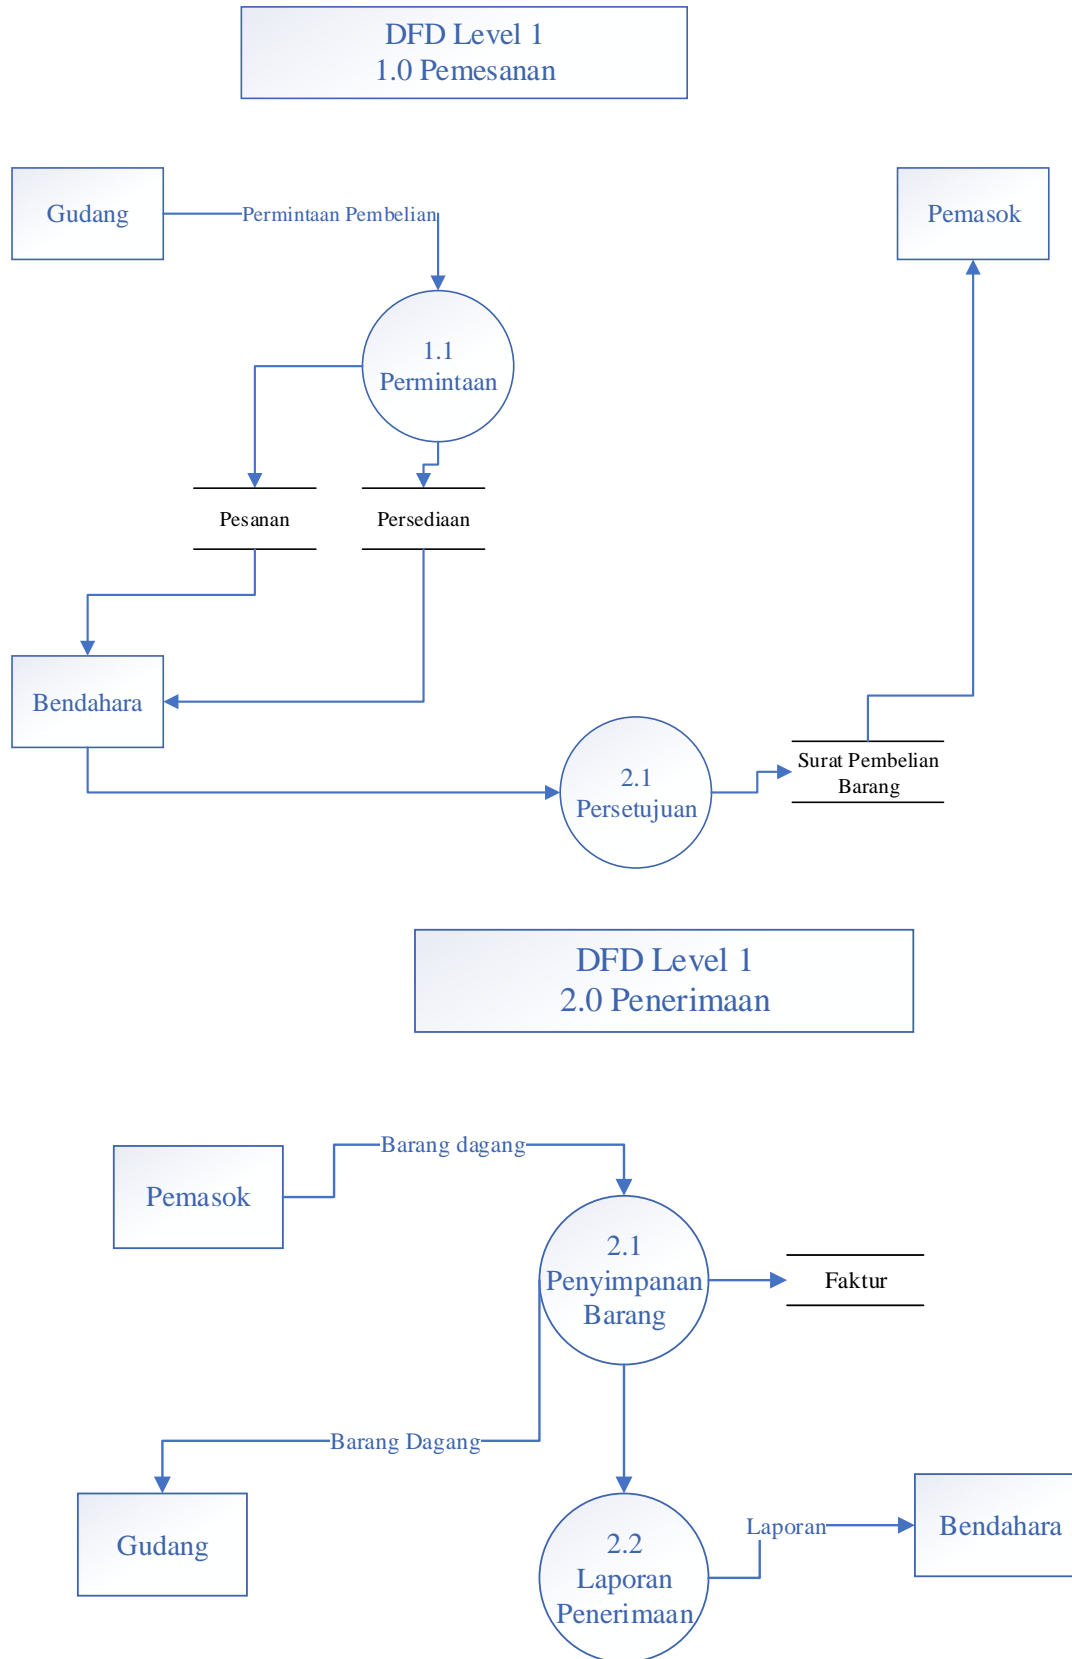 DFD Level 1
1.0 Pemesanan
Gudang
Permintaan Pembelian
Pemasok
1.1
Permintaan
Pesanan
Persediaan
Bendahara
2.1
Persetujuan
Surat Pembelian
Barang
DFD Level 1
2.0 Penerimaan
Barang dagang
Pemasok
2.1
Penyimpanan
Barang
Faktur
Barang Dagang
Gudang
2.2
Laporan
Penerimaan
Laporan
Bendahara